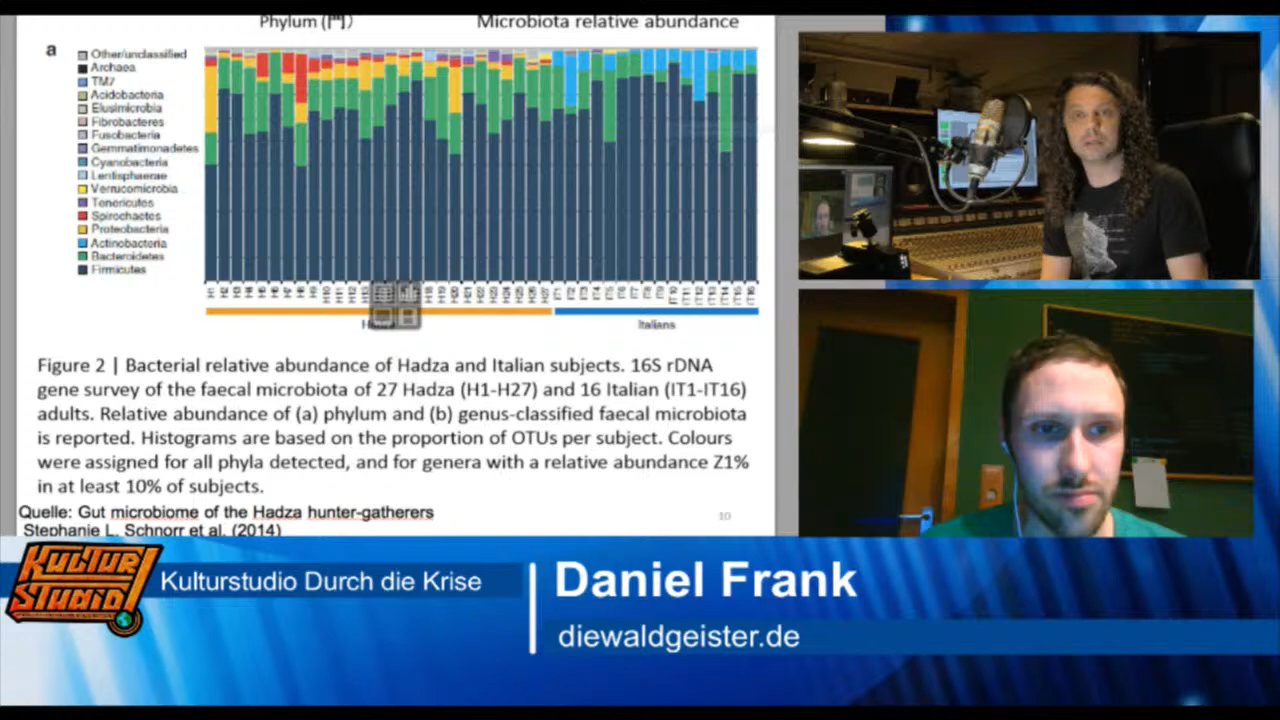 Phylum
Microbiota relative abundance
a
Other/unclassified
Archaea
TM7
Acidobacteria
Elusimicrobia
Fibrobacteres
Fusobacteria
Gemmatimonadetes
Cyanobacteria
Lentisphaerae
Verrucomicrobia
Tenericutes
Spirochaetes
Proteobacteria
Actinobacteria
Bacteroidetes
Firmicutes
Italians
Figure 2 | Bacterial relative abundance of Hadza and Italian subjects. 16S rDNA
gene survey of the faecal microbiota of 27 Hadza (H1-H27) and 16 Italian (IT1-IT16)
adults. Relative abundance of (a) phylum and (b) genus-classified faecal microbiota
is reported. Histograms are based on the proportion of OTUs per subject. Colours
were assigned for all phyla detected, and for genera with a relative abundance Z1%
in at least 10% of subjects.
Quelle: Gut microbiome of the Hadza hunter-gatherers
Stephanie L. Schnorr et al. (2014)
10
KULTUR
STUDIO!
Kulturstudio Durch die Krise
Daniel Frank
diewaldgeister.de